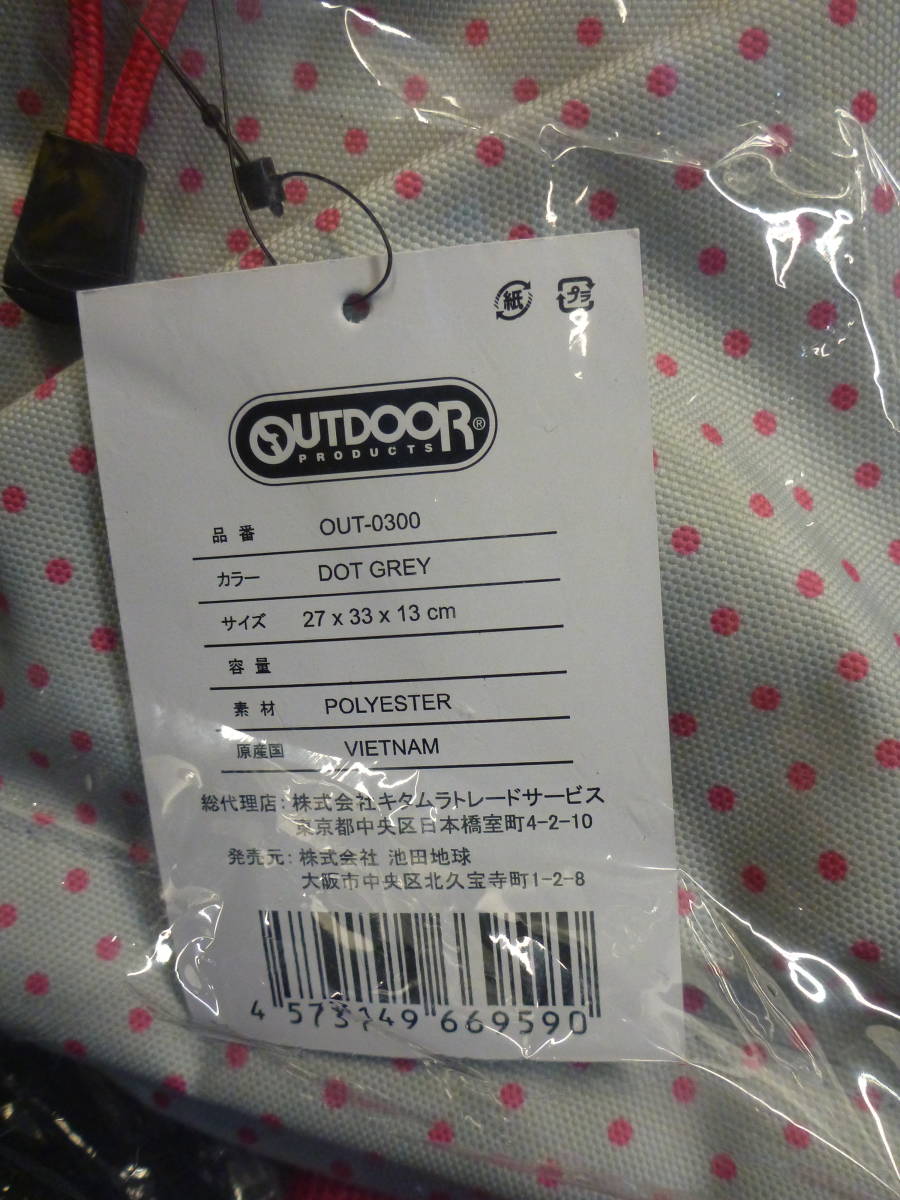 紙 プラ
OUTDOOR®
PRODUCTS
品番 OUT-0300
カラー DOT GREY
サイズ 27 x 33 x 13 cm
容量
素材 POLYESTER
原産国 VIETNAM
総代理店：株式会社キタムラトレードサービス
東京都中央区日本橋室町4-2-10
発売元：株式会社 池田地球
大阪市中央区北久宝寺町1-2-8
4 573149 669590